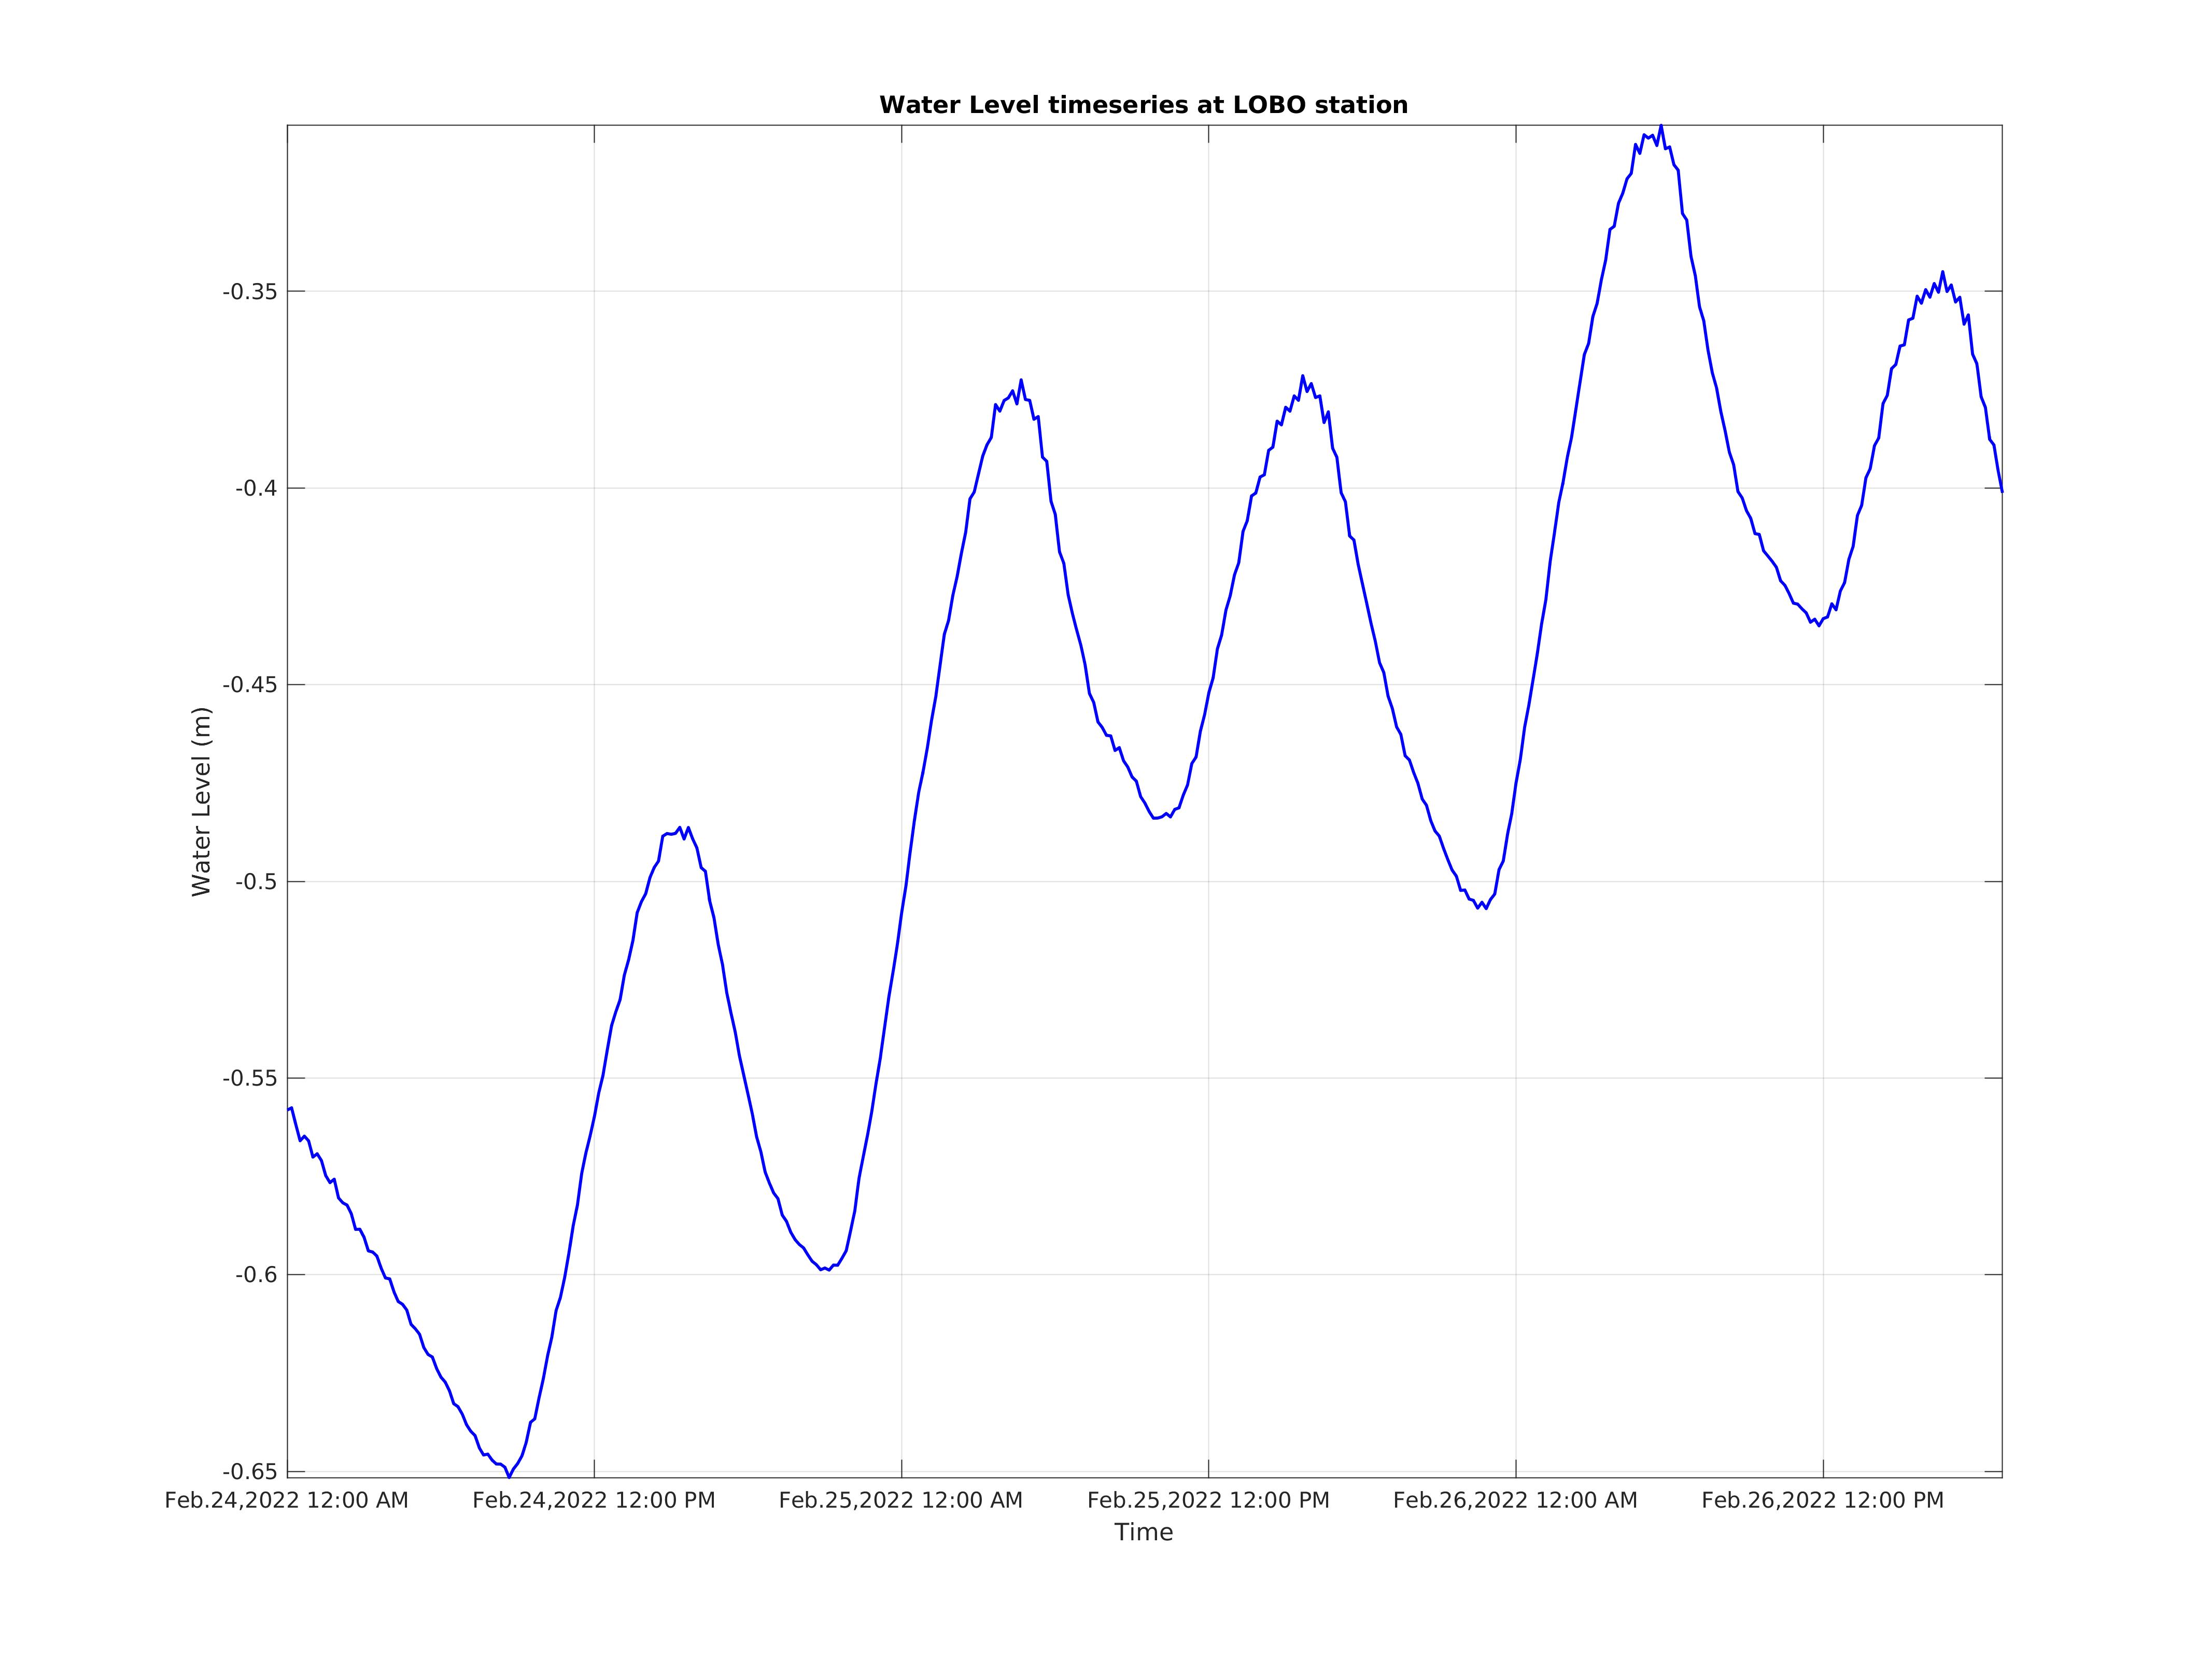 Water Level timeseries at LOBO station
-0.35
-0.4
-0.45
-0.5
-0.55
-0.6
-0.65
Water Level (m)
Feb.24,2022 12:00 AM
Feb.24,2022 12:00 PM
Feb.25,2022 12:00 AM
Feb.25,2022 12:00 PM
Feb.26,2022 12:00 AM
Feb.26,2022 12:00 PM
Time